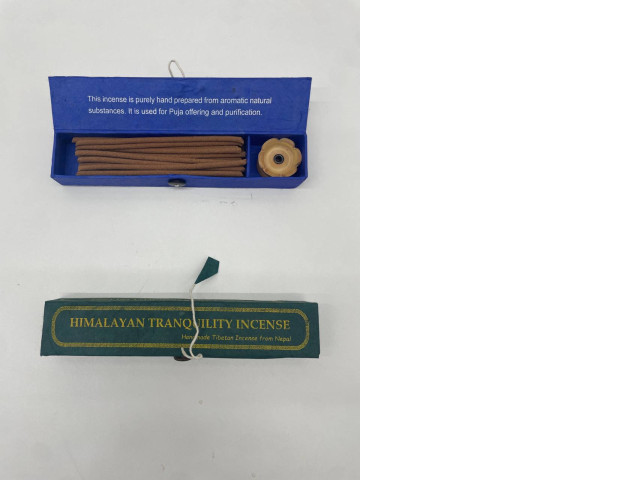 This incense is purely hand prepared from aromatic natural
substances. It is used for Puja offering and purification.
HIMALAYAN TRANQUILITY INCENSE
Handmade Tibetan Incense from Nepal